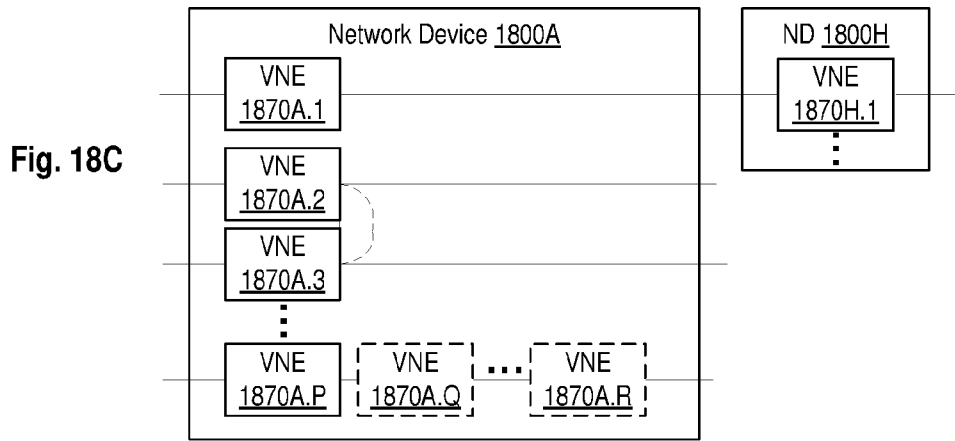 Network Device 1800A
ND 1800H
VNE
1870A.1
VNE
1870H.1
Fig. 18C
VNE
1870A.2
VNE
1870A.3
VNE
1870A.P
VNE
1870A.Q
VNE
1870A.R